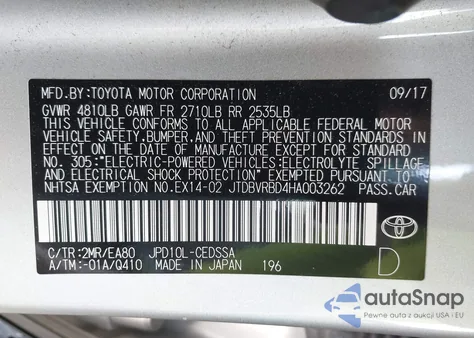 MFD.BY:TOYOTA MOTOR CORPORATION 09/17
GVWR 4810LB GAWR FR 2710LB RR 2535LB
THIS VEHICLE CONFORMS TO ALL APPLICABLE FEDERAL MOTOR
VEHICLE SAFETY,BUMPER,AND THEFT PREVENTION STANDARDS IN
EFFECT ON THE DATE OF MANUFACTURE SHOWN ABOVE EXCEPT FOR STANDARD
NO. 305:"ELECTRIC-POWERED VEHICLES:ELECTROLYTE SPILLAGE
AND ELECTRICAL SHOCK PROTECTION" EXEMPTED PURSUANT TO
NHTSA EXEMPTION NO.EX14-02 JTDBVRBD4HA003262 PASS.CAR
C/TR:2MR/EA80 JPD10L-CEDSSA
A/TM:-01A/Q410 MADE IN JAPAN 196
TOYOTA
D
autoSnap
Pewne auta z aukcji USA i EU